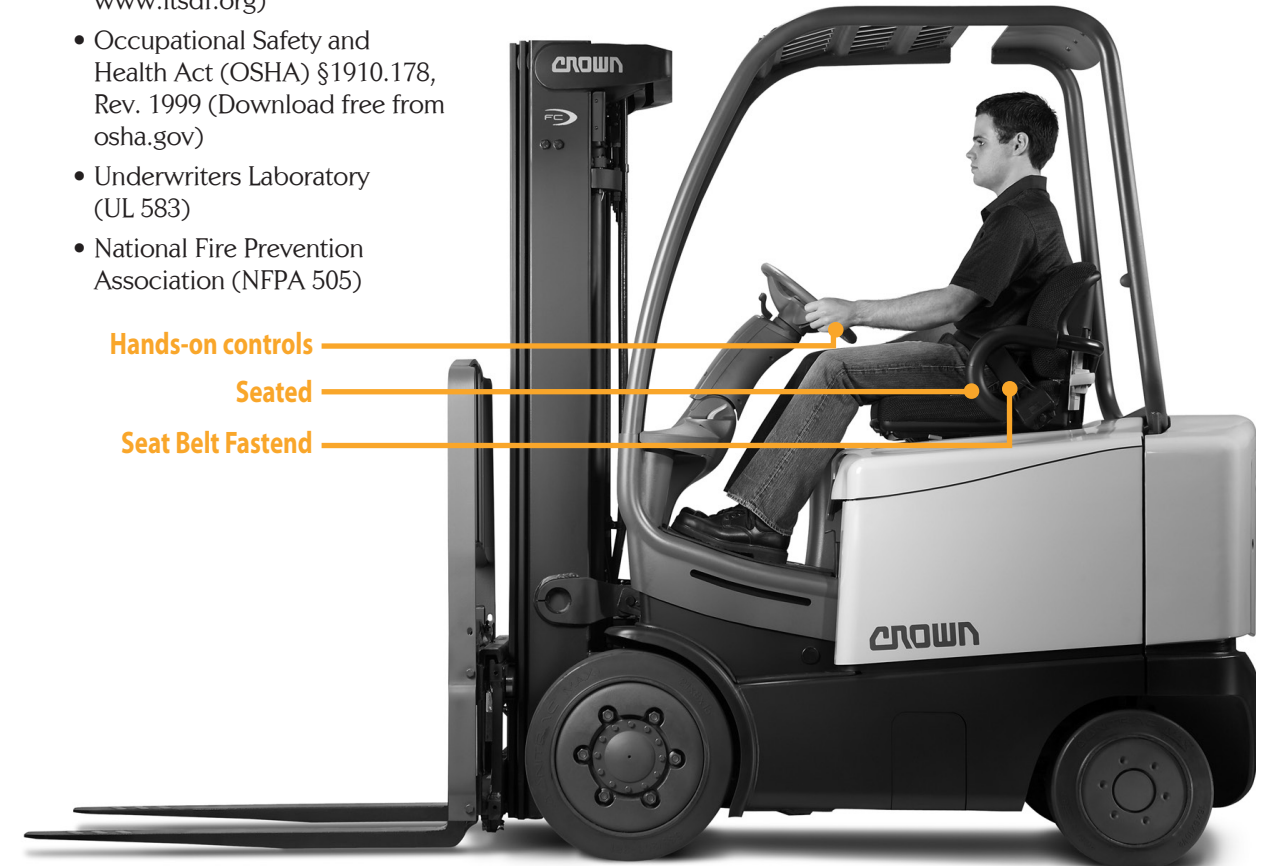 www.itsdf.org)
• Occupational Safety and
Health Act (OSHA) §1910.178,
Rev. 1999 (Download free from
osha.gov)
• Underwriters Laboratory
(UL 583)
• National Fire Prevention
Association (NFPA 505)
CROWN
FC
Hands-on controls
Seated
Seat Belt Fastend
CROWN